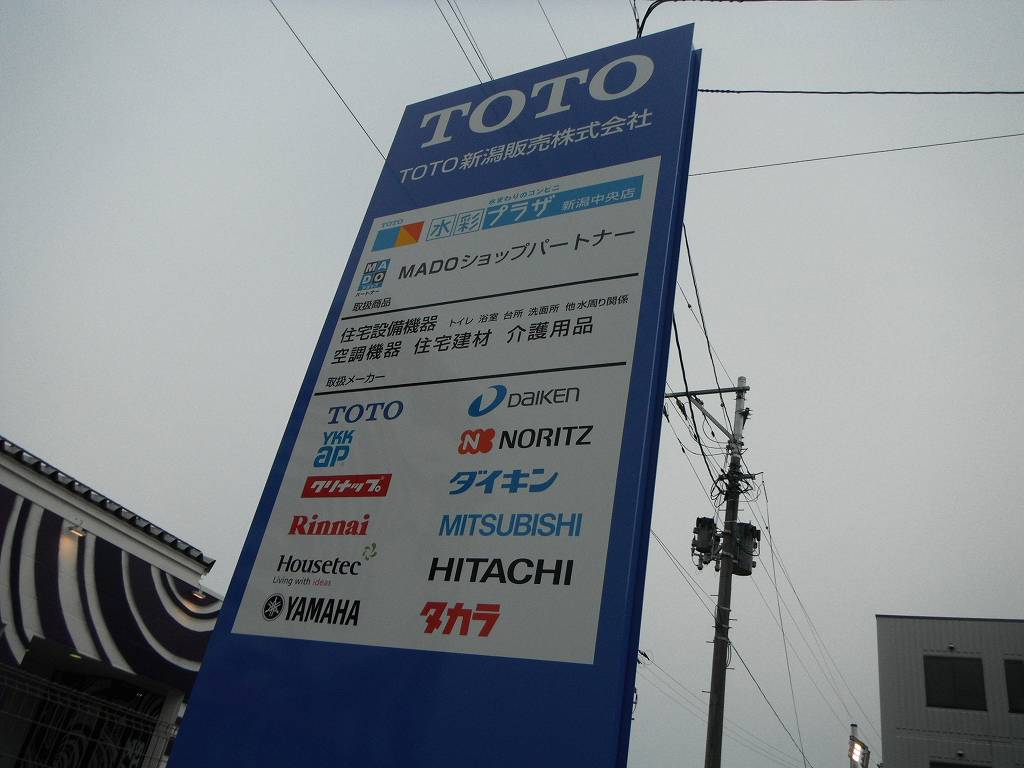 TOTO
TOTO新潟販売株式会社
TOTO 水彩プラザ 水まわりのコンビニ 新潟中央店
MADO
パートナー
MADOショップパートナー
取扱商品
住宅設備機器 トイレ 浴室 台所 洗面所 他水周り関係
空調機器 住宅建材 介護用品
取扱メーカー
TOTO DAIKEN
YKK ap NORITZ
クリナップ ダイキン
Rinnai MITSUBISHI
Housetec HITACHI
Living with ideas
YAMAHA タカラ